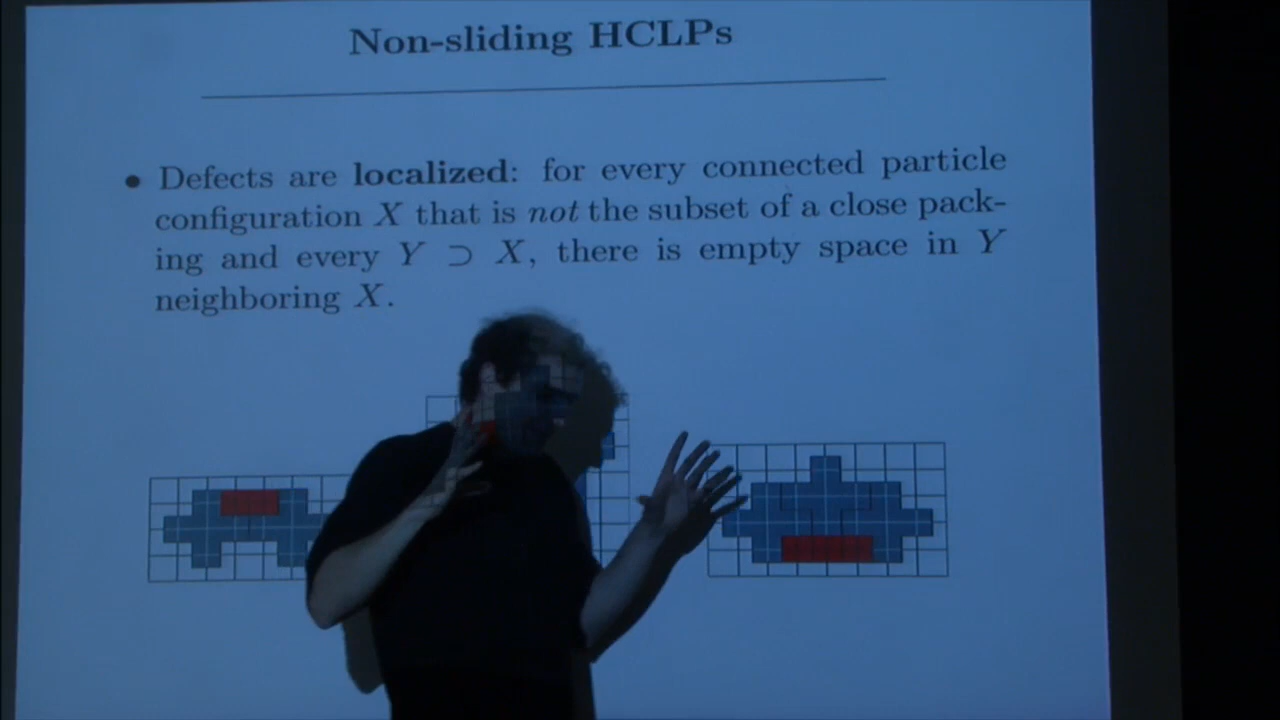 Non-sliding HCLPs
• Defects are localized: for every connected particle
configuration X that is not the subset of a close pack-
ing and every Y ⊃ X, there is empty space in Y
neighboring X.